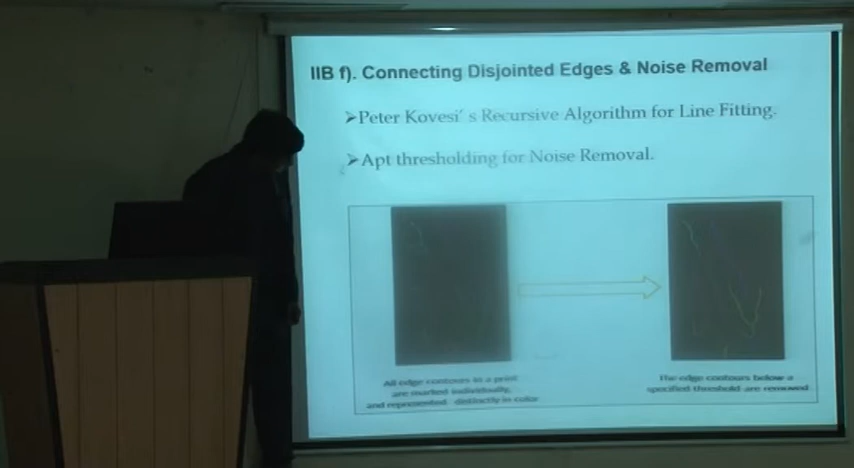 IIB f). Connecting Disjointed Edges & Noise Removal
➢Peter Kovesi´ s Recursive Algorithm for Line Fitting.
➢Apt thresholding for Noise Removal.
All edge contours in a print
are marked individually,
and represented distinctly in color
The edge contours below a
specified threshold are removed